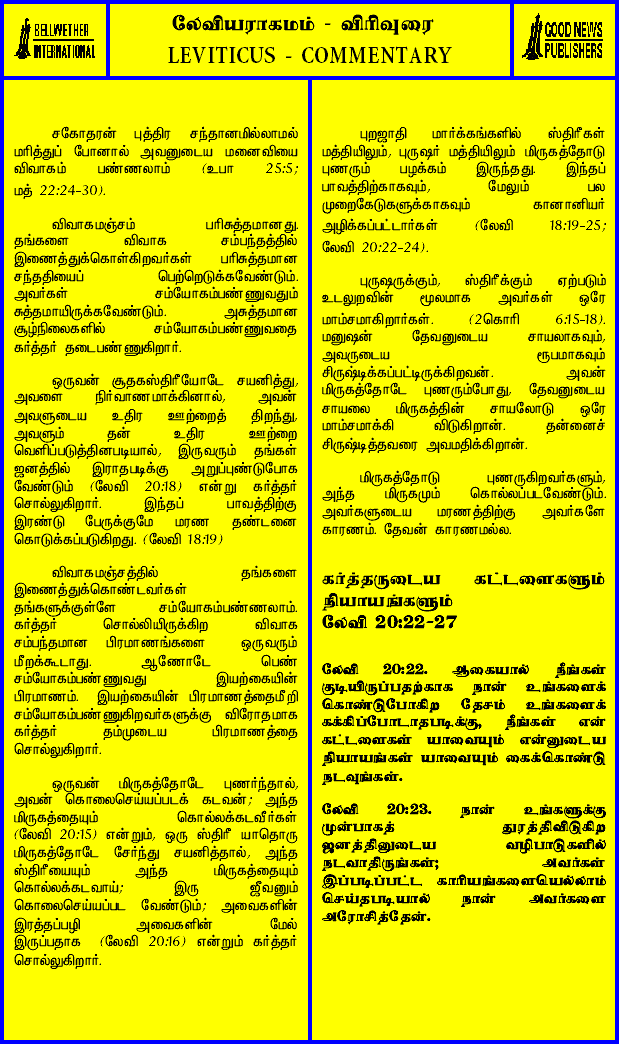 BELLWETHER
INTERNATIONAL
லேவியராகமம் - விரிவுரை
LEVITICUS - COMMENTARY
GOOD NEWS
PUBLISHERS
சகோதரன் புத்திர சந்தானமில்லாமல்
மரித்துப் போனால் அவனுடைய மனைவியை
விவாகம் பண்ணலாம் (உபா 25:5;
மத் 22:24-30).
விவாகமஞ்சம் பரிசுத்தமானது.
தங்களை விவாக சம்பந்தத்தில்
இணைத்துக்கொள்கிறவர்கள் பரிசுத்தமான
சந்ததியைப் பெற்றெடுக்கவேண்டும்.
அவர்கள் சம்யோகம்பண்ணுவதும்
சுத்தமாயிருக்கவேண்டும். அசுத்தமான
சூழ்நிலைகளில் சம்யோகம்பண்ணுவதை
கர்த்தர் தடைபண்ணுகிறார்.
ஒருவன் சூதகஸ்திரீயோடே சயனித்து,
அவளை நிர்வாணமாக்கினால், அவன்
அவளுடைய உதிர ஊற்றைத் திறந்து,
அவளும் தன் உதிர ஊற்றை
வெளிப்படுத்தினபடியால், இருவரும் தங்கள்
ஜனத்தில் இராதபடிக்கு அறுப்புண்டுபோக
வேண்டும் (லேவி 20:18) என்று கர்த்தர்
சொல்லுகிறார். இந்தப் பாவத்திற்கு
இரண்டு பேருக்குமே மரண தண்டனை
கொடுக்கப்படுகிறது. (லேவி 18:19)
விவாகமஞ்சத்தில் தங்களை
இணைத்துக்கொண்டவர்கள்
தங்களுக்குள்ளே சம்யோகம்பண்ணலாம்.
கர்த்தர் சொல்லியிருக்கிற விவாக
சம்பந்தமான பிரமாணங்களை ஒருவரும்
மீறக்கூடாது. ஆணோடே பெண்
சம்யோகம்பண்ணுவது இயற்கையின்
பிரமாணம். இயற்கையின் பிரமாணத்தைமீறி
சம்யோகம்பண்ணுகிறவர்களுக்கு விரோதமாக
கர்த்தர் தம்முடைய பிரமாணத்தை
சொல்லுகிறார்.
ஒருவன் மிருகத்தோடே புணர்ந்தால்,
அவன் கொலைசெய்யப்படக் கடவன்; அந்த
மிருகத்தையும் கொல்லக்கடவீர்கள்
(லேவி 20:15) என்றும், ஒரு ஸ்திரீ யாதொரு
மிருகத்தோடே சேர்ந்து சயனித்தால், அந்த
ஸ்திரீயையும் அந்த மிருகத்தையும்
கொல்லக்கடவாய்; இரு ஜீவனும்
கொலைசெய்யப்பட வேண்டும்; அவைகளின்
இரத்தப்பழி அவைகளின் மேல்
இருப்பதாக (லேவி 20:16) என்றும் கர்த்தர்
சொல்லுகிறார்.
புறஜாதி மார்க்கங்களில் ஸ்திரீகள்
மத்தியிலும், புருஷர் மத்தியிலும் மிருகத்தோடு
புணரும் பழக்கம் இருந்தது. இந்தப்
பாவத்திற்காகவும், மேலும் பல
முறைகேடுகளுக்காகவும் கானானியர்
அழிக்கப்பட்டார்கள் (லேவி 18:19-25;
லேவி 20:22-24).
புருஷருக்கும், ஸ்திரீக்கும் ஏற்படும்
உடலுறவின் மூலமாக அவர்கள் ஒரே
மாம்சமாகிறார்கள். (2கொரி 6:15-18).
மனுஷன் தேவனுடைய சாயலாகவும்,
அவருடைய ரூபமாகவும்
சிருஷ்டிக்கப்பட்டிருக்கிறவன். அவன்
மிருகத்தோடே புணரும்போது, தேவனுடைய
சாயலை மிருகத்தின் சாயலோடு ஒரே
மாம்சமாக்கி விடுகிறான். தன்னைச்
சிருஷ்டித்தவரை அவமதிக்கிறான்.
மிருகத்தோடு புணருகிறவர்களும்,
அந்த மிருகமும் கொல்லப்படவேண்டும்.
அவர்களுடைய மரணத்திற்கு அவர்களே
காரணம். தேவன் காரணமல்ல.
கர்த்தருடைய கட்டளைகளும்
நியாயங்களும்
லேவி 20:22-27
லேவி 20:22. ஆகையால் நீங்கள்
குடியிருப்பதற்காக நான் உங்களைக்
கொண்டுபோகிற தேசம் உங்களைக்
கக்கிப்போடாதபடிக்கு, நீங்கள் என்
கட்டளைகள் யாவையும் என்னுடைய
நியாயங்கள் யாவையும் கைக்கொண்டு
நடவுங்கள்.
லேவி 20:23. நான் உங்களுக்கு
முன்பாகத் துரத்திவிடுகிற
ஜனத்தினுடைய வழிபாடுகளில்
நடவாதிருங்கள்; அவர்கள்
இப்படிப்பட்ட காரியங்களையெல்லாம்
செய்தபடியால் நான் அவர்களை
அரோசித்தேன்.